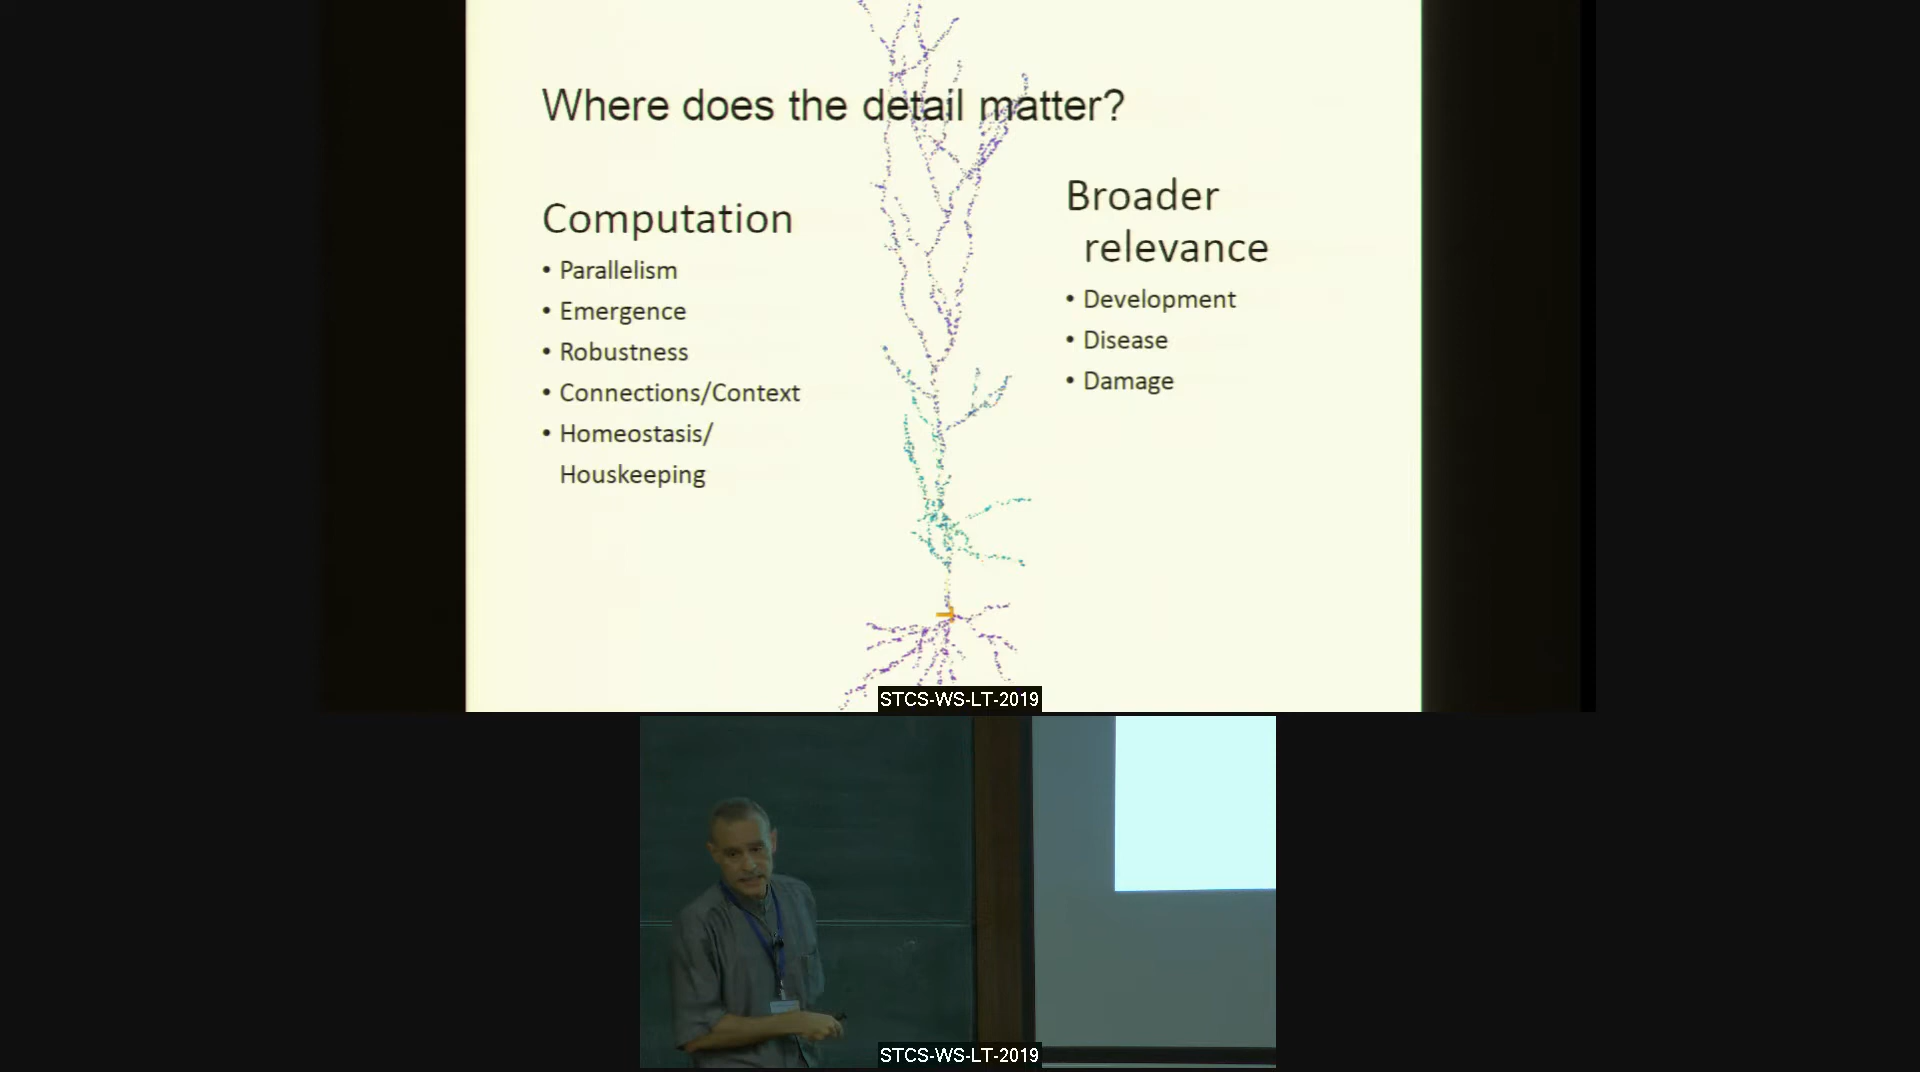 Where does the detail matter?
Computation
• Parallelism
• Emergence
• Robustness
• Connections/Context
• Homeostasis/
Houskeeping
Broader
relevance
• Development
• Disease
• Damage
STCS-WS-LT-2019
STCS-WS-LT-2019